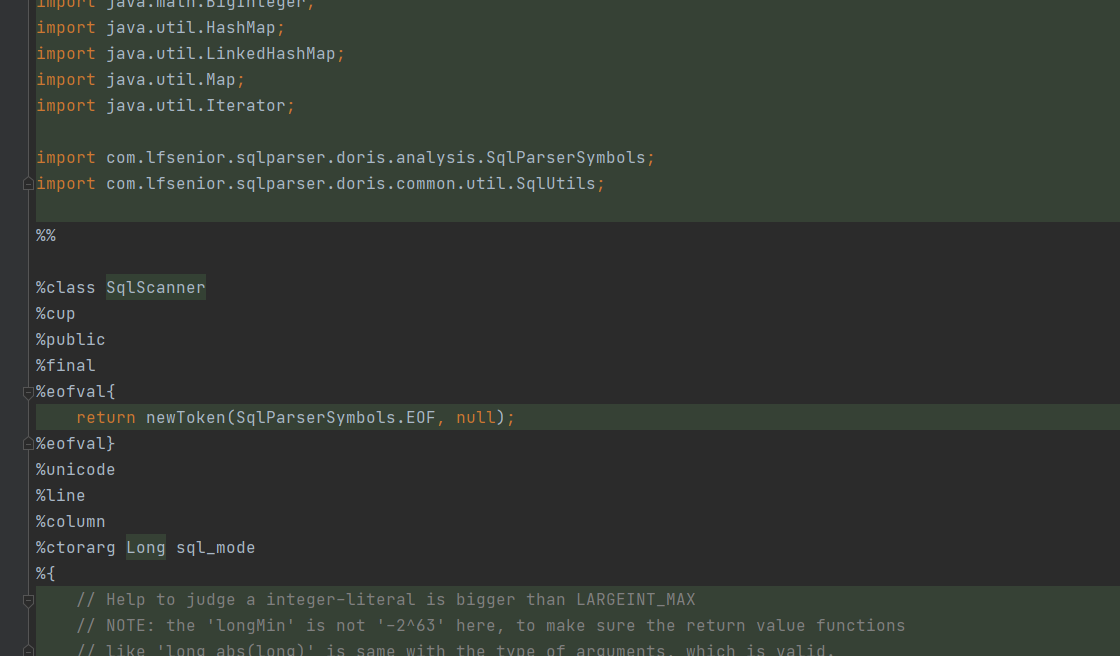 import java.math.BigInteger;
import java.util.HashMap;
import java.util.LinkedHashMap;
import java.util.Map;
import java.util.Iterator;
import com.lfsenior.sqlparser.doris.analysis.SqlParserSymbols;
import com.lfsenior.sqlparser.doris.common.util.SqlUtils;
%%
%class SqlScanner
%cup
%public
%final
%eofval{
return newToken(SqlParserSymbols.EOF, null);
%eofval}
%unicode
%line
%column
%ctorarg Long sql_mode
%{
// Help to judge a integer-literal is bigger than LARGEINT_MAX
// NOTE: the 'longMin' is not '-2^63' here, to make sure the return value functions
// like 'long abs(long)' is same with the type of arguments, which is valid.